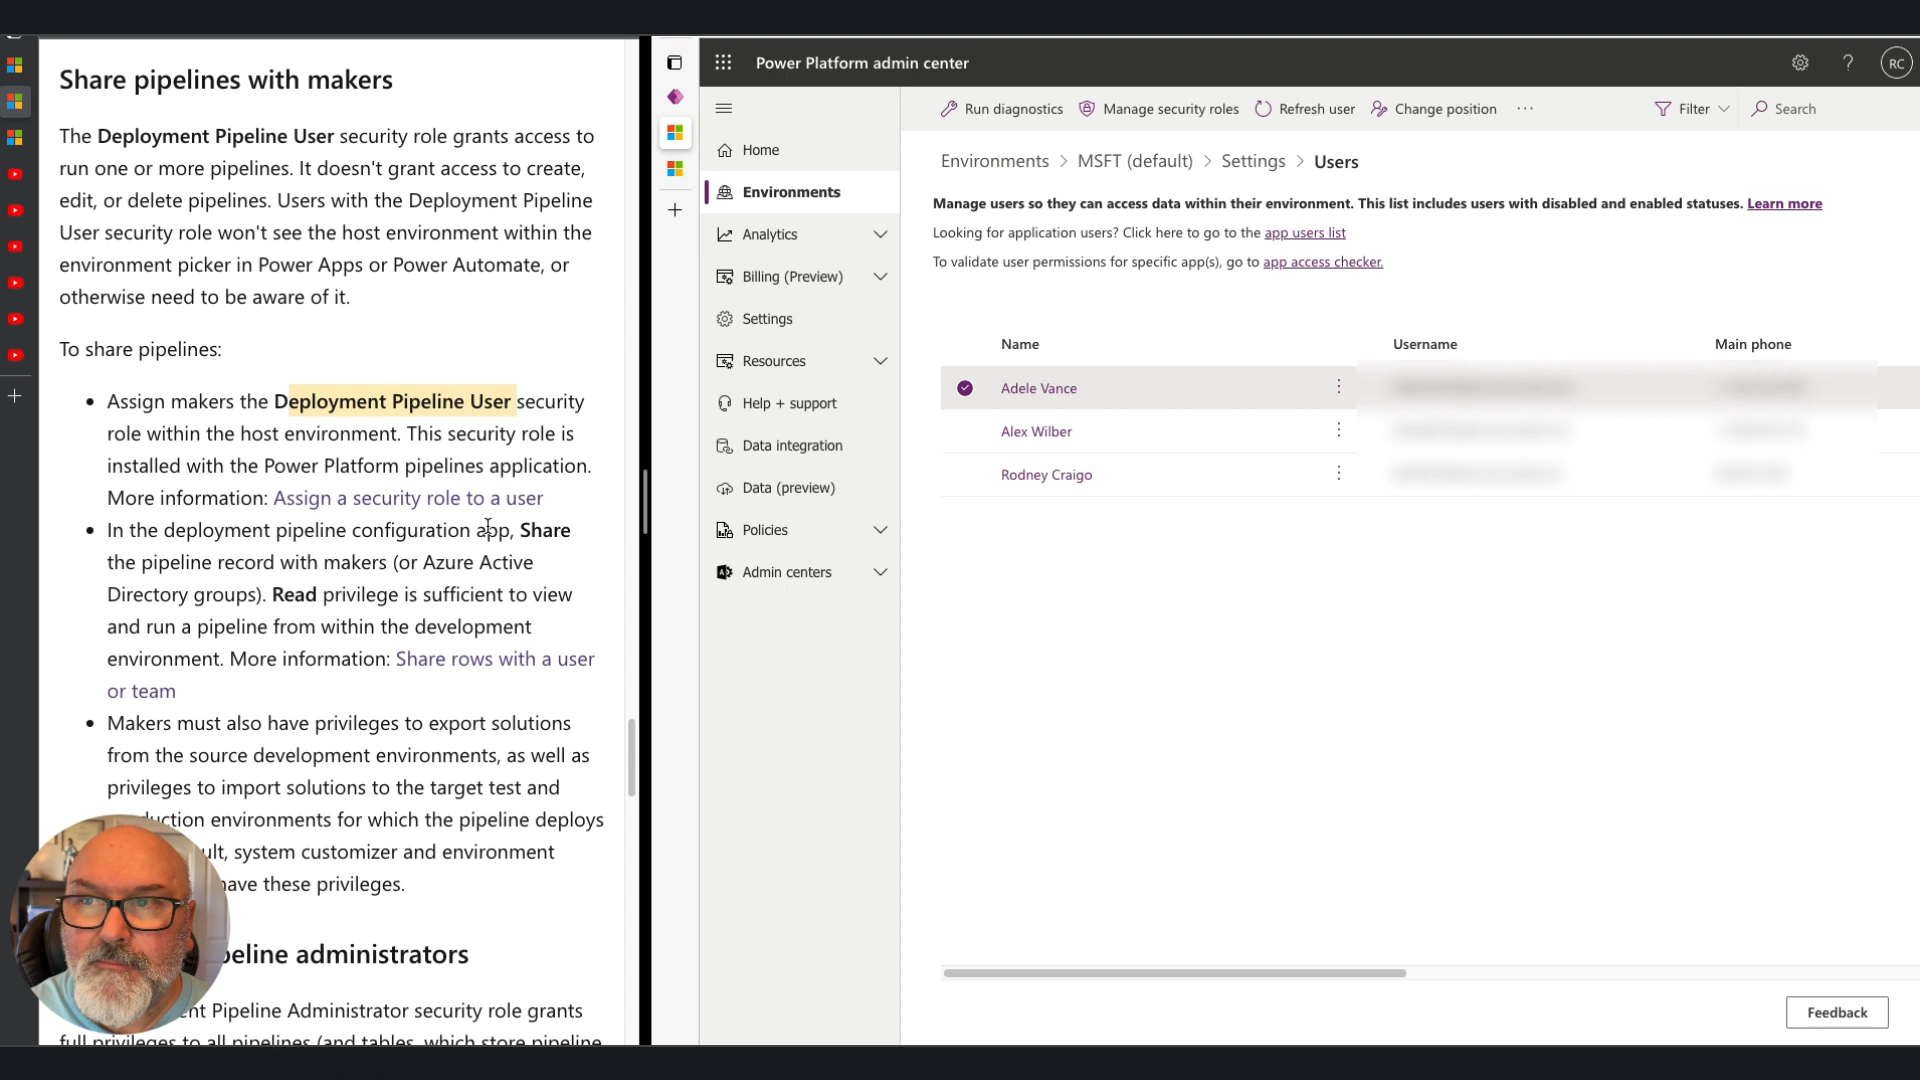 Share pipelines with makers
The Deployment Pipeline User security role grants access to
run one or more pipelines. It doesn't grant access to create,
edit, or delete pipelines. Users with the Deployment Pipeline
User security role won't see the host environment within the
environment picker in Power Apps or Power Automate, or
otherwise need to be aware of it.
To share pipelines:
• Assign makers the Deployment Pipeline User security
role within the host environment. This security role is
installed with the Power Platform pipelines application.
More information: Assign a security role to a user
• In the deployment pipeline configuration app, Share
the pipeline record with makers (or Azure Active
Directory groups). Read privilege is sufficient to view
and run a pipeline from within the development
environment. More information: Share rows with a user
or team
• Makers must also have privileges to export solutions
from the source development environments, as well as
privileges to import solutions to the target test and
environments for which the pipeline deploys
system customizer and environment
have these privileges.
administrators
Pipeline Administrator security role grants
full privileges to all pipelines (and tables, which store pipeline
Power Platform admin center
RC
Run diagnostics
Manage security roles
Refresh user
Change position
Filter
Search
Home
Environments
Analytics
Billing (Preview)
Settings
Resources
Help + support
Data integration
Data (preview)
Policies
Admin centers
Environments > MSFT (default) > Settings > Users
Manage users so they can access data within their environment. This list includes users with disabled and enabled statuses. Learn more
Looking for application users? Click here to go to the app users list
To validate user permissions for specific app(s), go to app access checker.
Name Username Main phone
Adele Vance
Alex Wilber
Rodney Craigo
Feedback